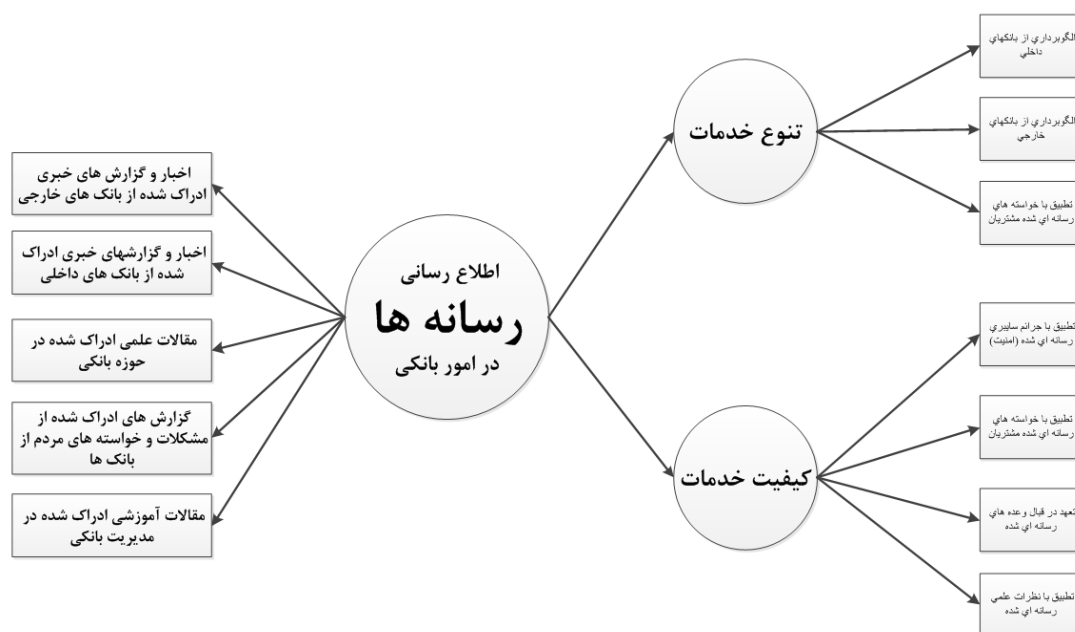 الگوبرداري از بانکهاي
داخلي
الگوبرداري از بانکهاي
خارجي
تطبيق با خواسته هاي
رسانه اي شده مشتريان
تنوع خدمات
تطبيق با جرائم سايبري
رسانه اي شده (امنيت)
تطبيق با خواسته هاي
رسانه اي شده مشتريان
تعهد در قبال وعده هاي
رسانه اي شده
تطبيق با نظرات علمي
رسانه اي شده
کیفیت خدمات
اطلاع رسانی
رسانه ها
در امور بانکی
اخبار و گزارش های خبری
ادراک شده از بانک های خارجی
اخبار و گزارشهای خبری ادراک
شده از بانک های داخلی
مقالات علمی ادراک شده در
حوزه بانکی
گزارش های ادراک شده از
مشکلات و خواسته های مردم از
بانک ها
مقالات آموزشی ادراک شده در
مدیریت بانکی